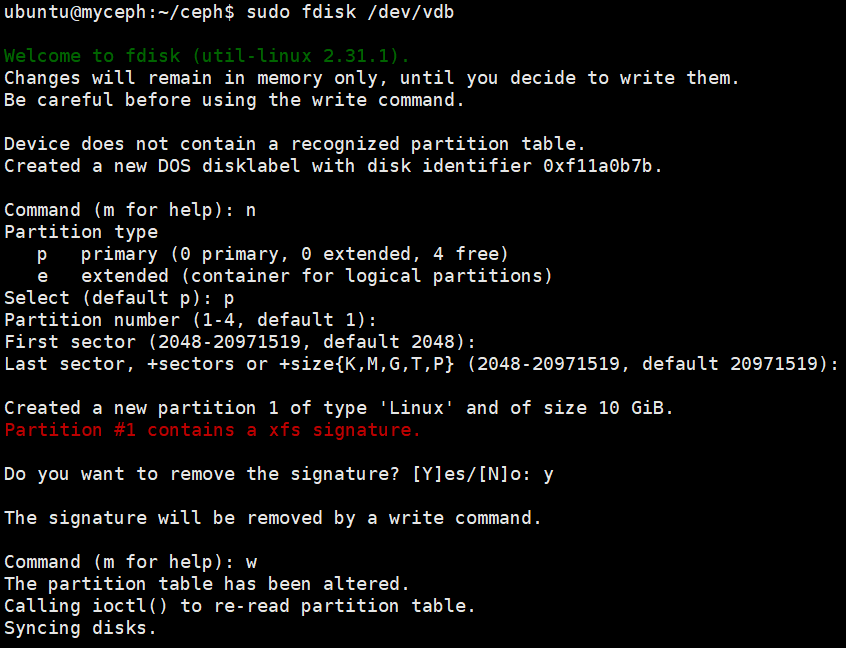 ubuntu@myceph:~/ceph$ sudo fdisk /dev/vdb
Welcome to fdisk (util-linux 2.31.1).
Changes will remain in memory only, until you decide to write them.
Be careful before using the write command.
Device does not contain a recognized partition table.
Created a new DOS disklabel with disk identifier 0xf11a0b7b.
Command (m for help): n
Partition type
   p   primary (0 primary, 0 extended, 4 free)
   e   extended (container for logical partitions)
Select (default p): p
Partition number (1-4, default 1):
First sector (2048-20971519, default 2048):
Last sector, +sectors or +size{K,M,G,T,P} (2048-20971519, default 20971519):
Created a new partition 1 of type 'Linux' and of size 10 GiB.
Partition #1 contains a xfs signature.
Do you want to remove the signature? [Y]es/[N]o: y
The signature will be removed by a write command.
Command (m for help): w
The partition table has been altered.
Calling ioctl() to re-read partition table.
Syncing disks.